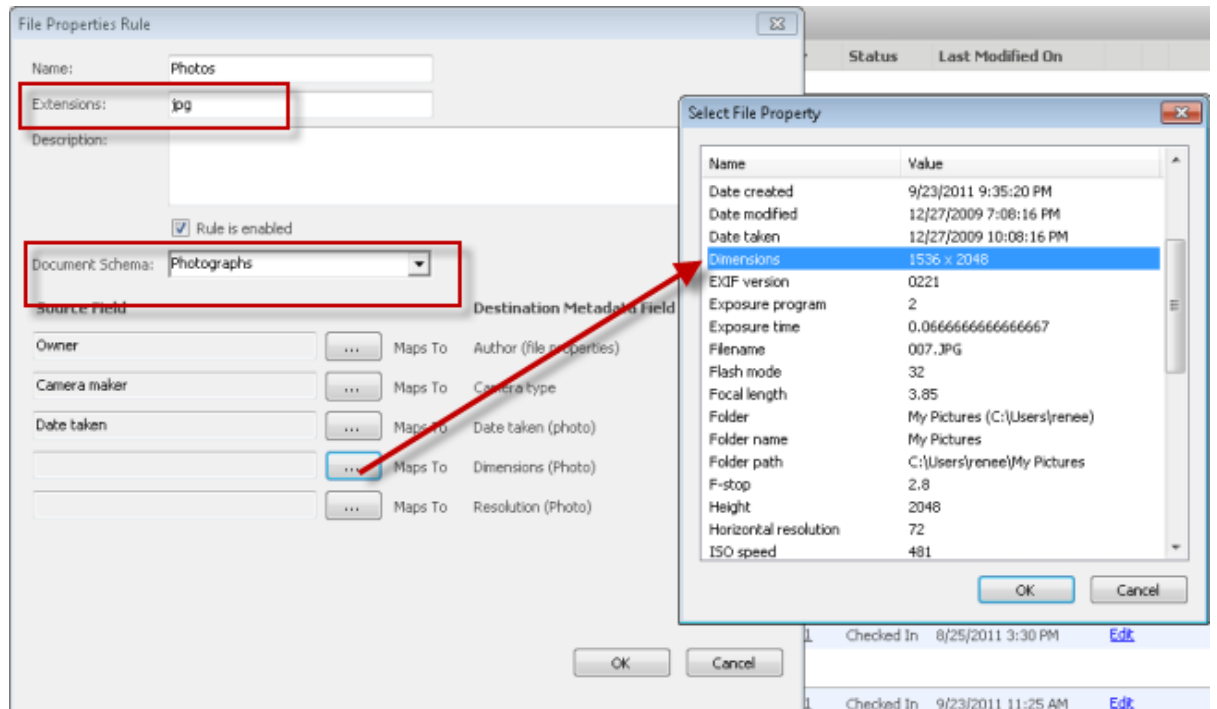 File Properties Rule
Name: Photos
Extensions: jpg
Description:
Rule is enabled
Document Schema: Photographs
Source Field Destination Metadata Field
Owner ... Maps To Author (file properties)
Camera maker ... Maps To Camera type
Date taken ... Maps To Date taken (photo)
... Maps To Dimensions (Photo)
... Maps To Resolution (Photo)
OK Cancel
Status Last Modified On
Select File Property
Name Value
Date created 9/23/2011 9:35:20 PM
Date modified 12/27/2009 7:08:16 PM
Date taken 12/27/2009 10:08:16 PM
Dimensions 1536 x 2048
EXIF version 0221
Exposure program 2
Exposure time 0.0666666666666667
Filename 007.JPG
Flash mode 32
Focal length 3.85
Folder My Pictures (C:\Users\renee)
Folder name My Pictures
Folder path C:\Users\renee\My Pictures
F-stop 2.8
Height 2048
Horizontal resolution 72
ISO speed 481
OK Cancel
1 Checked In 8/25/2011 3:30 PM Edit
1 Checked In 9/23/2011 11:25 AM Edit